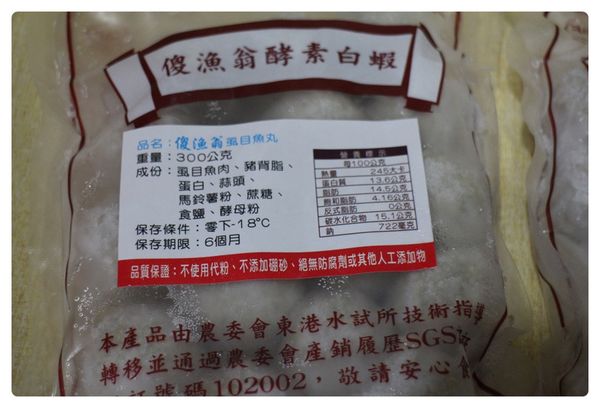 傻漁翁酵素白蝦
品名：傻漁翁虱目魚丸
重量：300公克
成份：虱目魚肉、豬背脂、
蛋白、蒜頭、
馬鈴薯粉、蔗糖、
食鹽、酵母粉
保存條件：零下-18°C
保存期限：6個月
營養標示
每100公克
熱量 245大卡
蛋白質 13.6公克
脂肪 14.5公克
飽和脂肪 4.16公克
反式脂肪 0公克
碳水化合物 15.1公克
鈉 722毫克
品質保證：不使用代粉、不添加硼砂、絕無防腐劑或其他人工添加物
本產品由農委會東港水試所技術指導
轉移並通過農委會產銷履歷SGS
號碼102002，敬請安心食